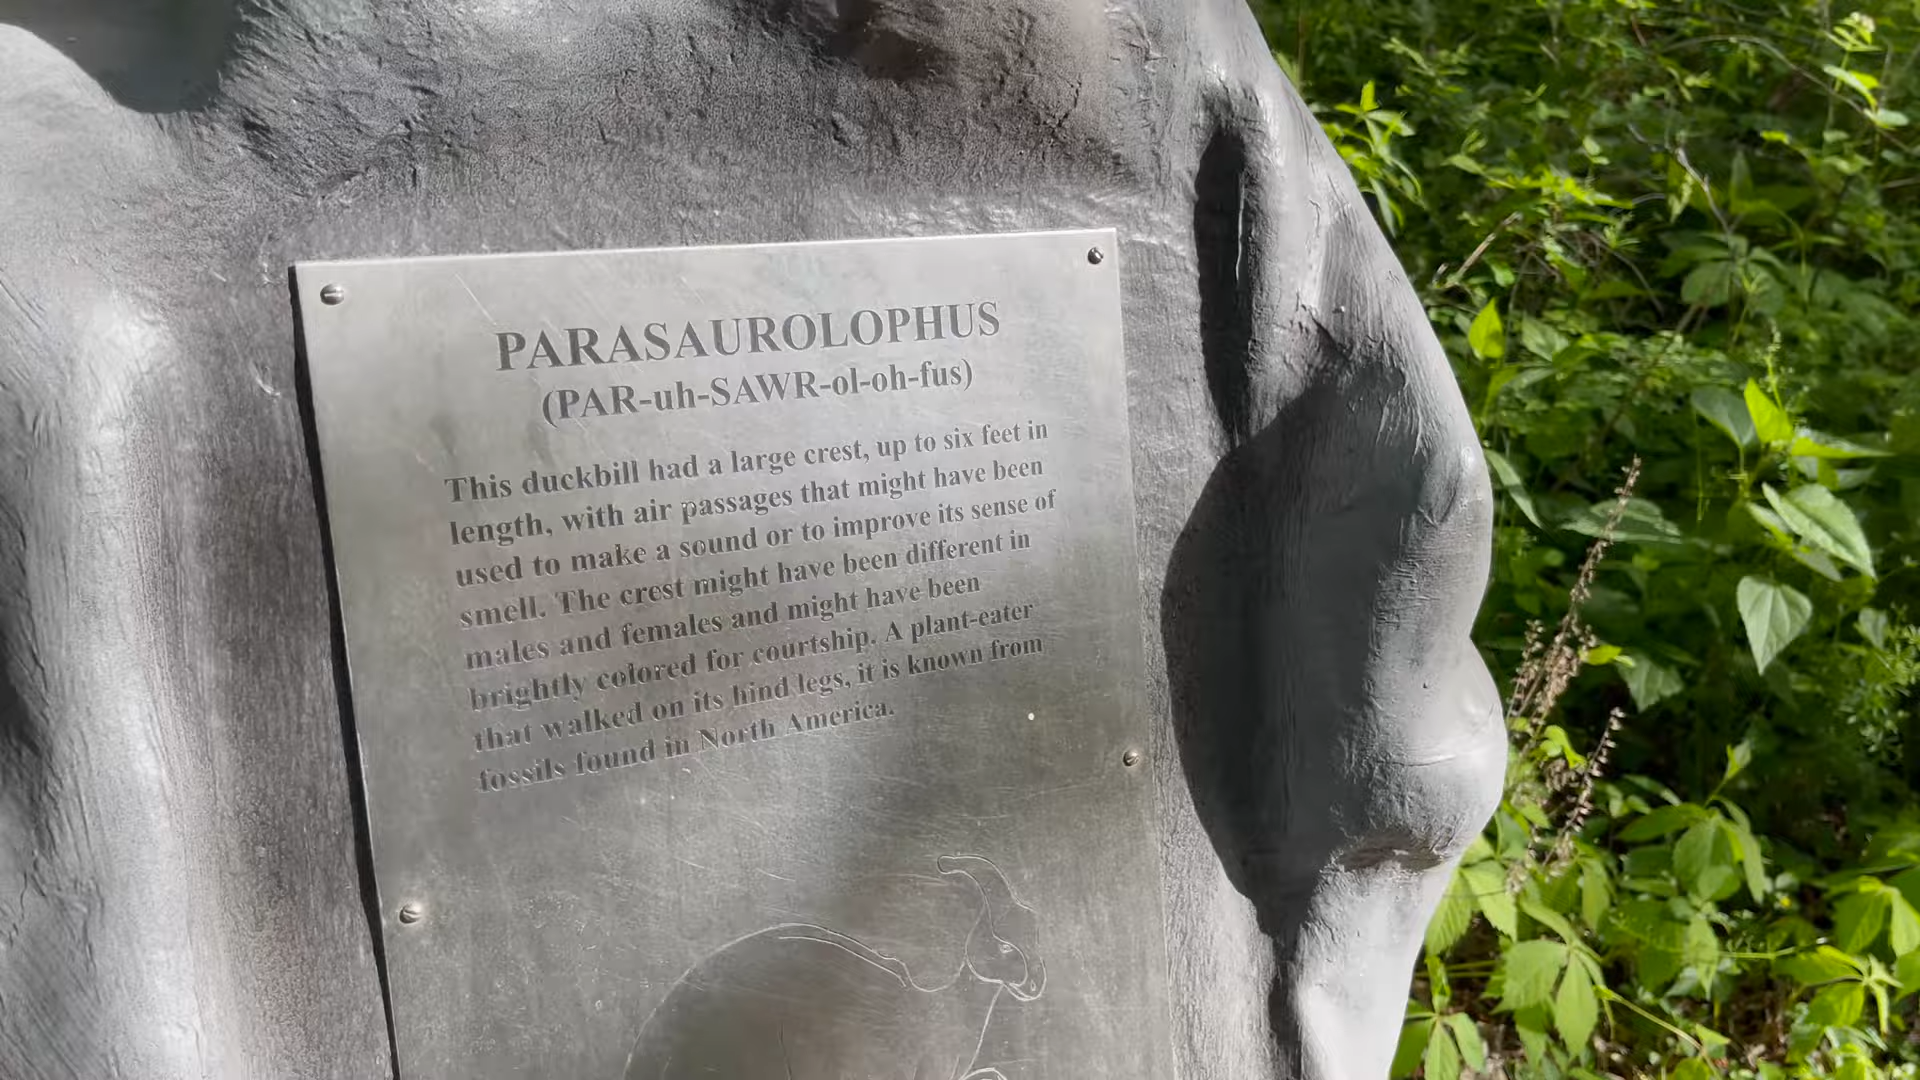 PARASAUROLOPHUS
(PAR-uh-SAWR-ol-oh-fus)
This duckbill had a large crest, up to six feet in
length, with air passages that might have been
used to make a sound or to improve its sense of
smell. The crest might have been different in
males and females and might have been
brightly colored for courtship. A plant-eater
that walked on its hind legs, it is known from
fossils found in North America.